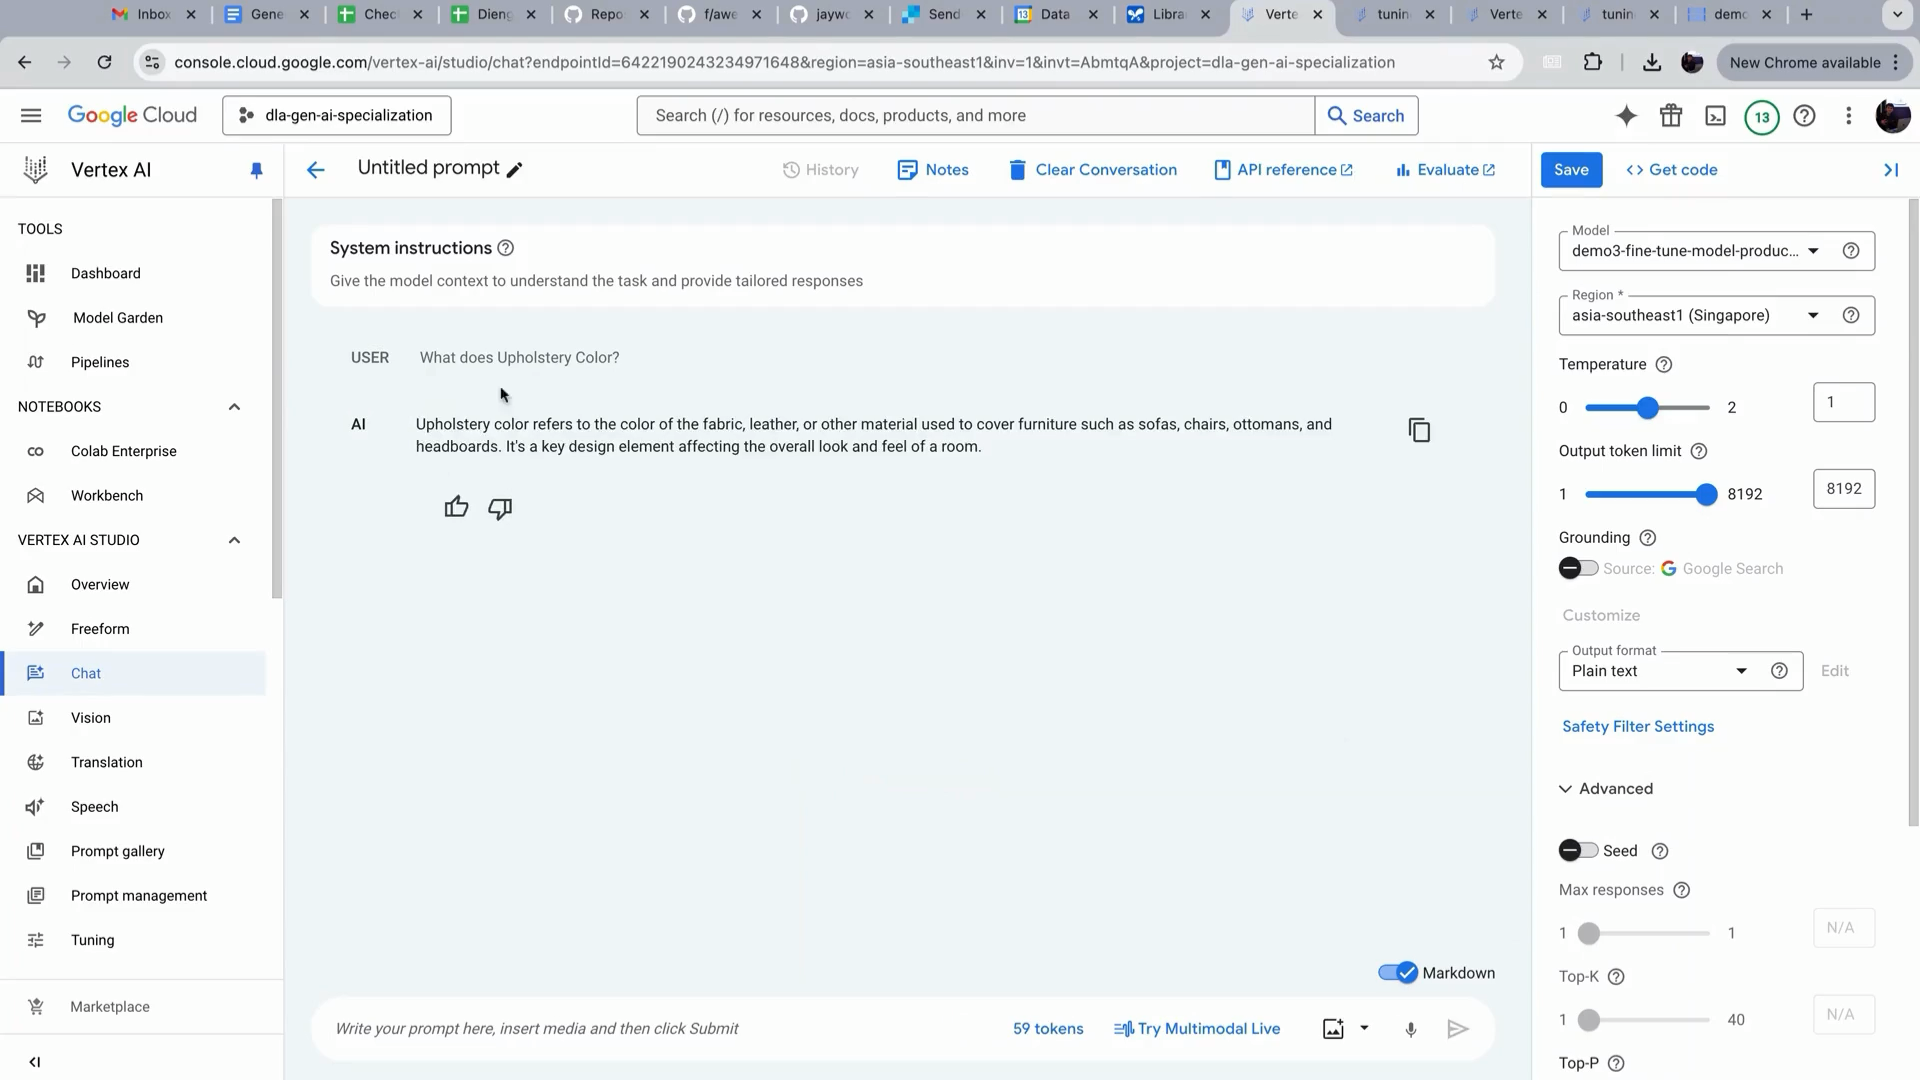 Inbox
Gene
Chec
Dieng
Repo
f/awe
jaywc
Send
Data
Libra
Verte
tunin
Verte
tunin
demo
console.cloud.google.com/vertex-ai/studio/chat?endpointId=6422190243234971648&region=asia-southeast1&inv=1&invt=AbmtqA&project=dla-gen-ai-specialization
New Chrome available
Google Cloud
dla-gen-ai-specialization
Search (/) for resources, docs, products, and more
Search
13
Vertex AI
Untitled prompt
History
Notes
Clear Conversation
API reference
Evaluate
Save
<> Get code
TOOLS
Dashboard
Model Garden
Pipelines
NOTEBOOKS
Colab Enterprise
Workbench
VERTEX AI STUDIO
Overview
Freeform
Chat
Vision
Translation
Speech
Prompt gallery
Prompt management
Tuning
Marketplace
System instructions
Give the model context to understand the task and provide tailored responses
USER What does Upholstery Color?
AI Upholstery color refers to the color of the fabric, leather, or other material used to cover furniture such as sofas, chairs, ottomans, and
headboards. It's a key design element affecting the overall look and feel of a room.
Markdown
Write your prompt here, insert media and then click Submit
59 tokens
Try Multimodal Live
Model
demo3-fine-tune-model-produc...
Region *
asia-southeast1 (Singapore)
Temperature
0 2 1
Output token limit
1 8192 8192
Grounding
Source: Google Search
Customize
Output format
Plain text
Edit
Safety Filter Settings
Advanced
Seed
Max responses
1 1 N/A
Top-K
1 40 N/A
Top-P